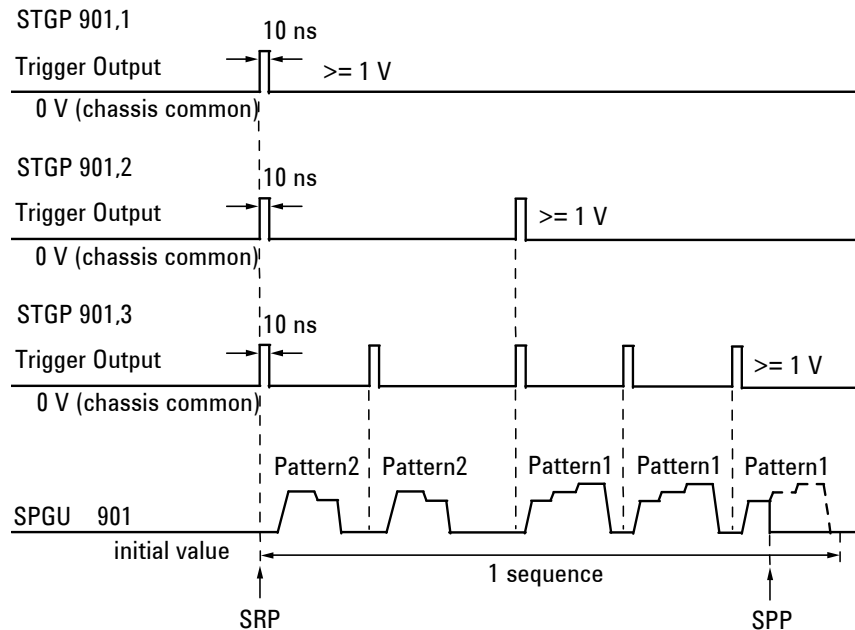 STGP 901,1
10 ns
Trigger Output
>= 1 V
0 V (chassis common)
STGP 901,2
10 ns
Trigger Output
>= 1 V
0 V (chassis common)
STGP 901,3
10 ns
Trigger Output
>= 1 V
0 V (chassis common)
Pattern2 Pattern2 Pattern1 Pattern1 Pattern1
SPGU 901
initial value
1 sequence
SRP SPP